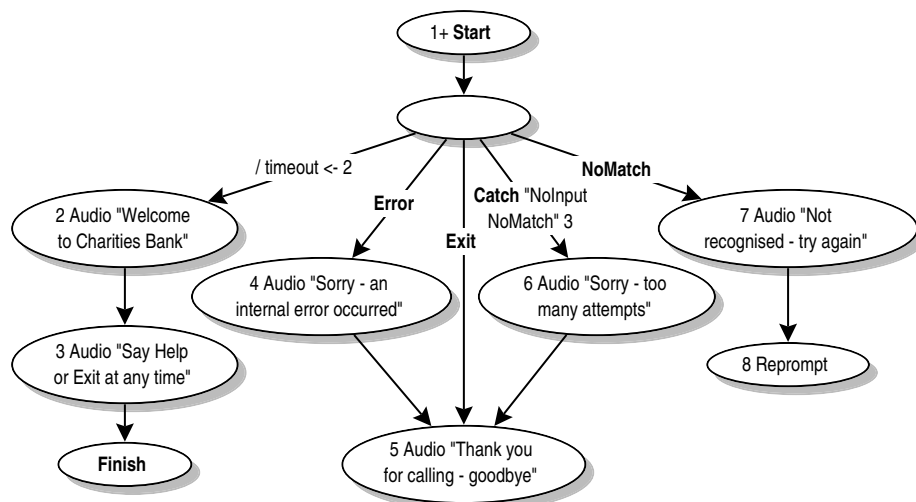 1+ Start
/ timeout <- 2
Error
Exit
Catch "NoInput
NoMatch" 3
NoMatch
2 Audio "Welcome
to Charities Bank"
7 Audio "Not
recognised - try again"
4 Audio "Sorry - an
internal error occurred"
6 Audio "Sorry - too
many attempts"
3 Audio "Say Help
or Exit at any time"
8 Reprompt
Finish
5 Audio "Thank you
for calling - goodbye"